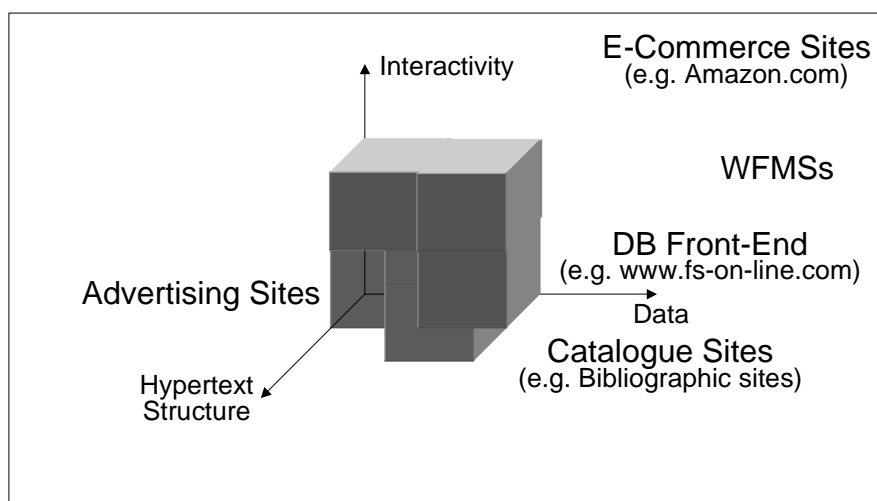 E-Commerce Sites
(e.g. Amazon.com)
Interactivity
WFMSs
DB Front-End
(e.g. www.fs-on-line.com)
Advertising Sites
Data
Catalogue Sites
(e.g. Bibliographic sites)
Hypertext
Structure